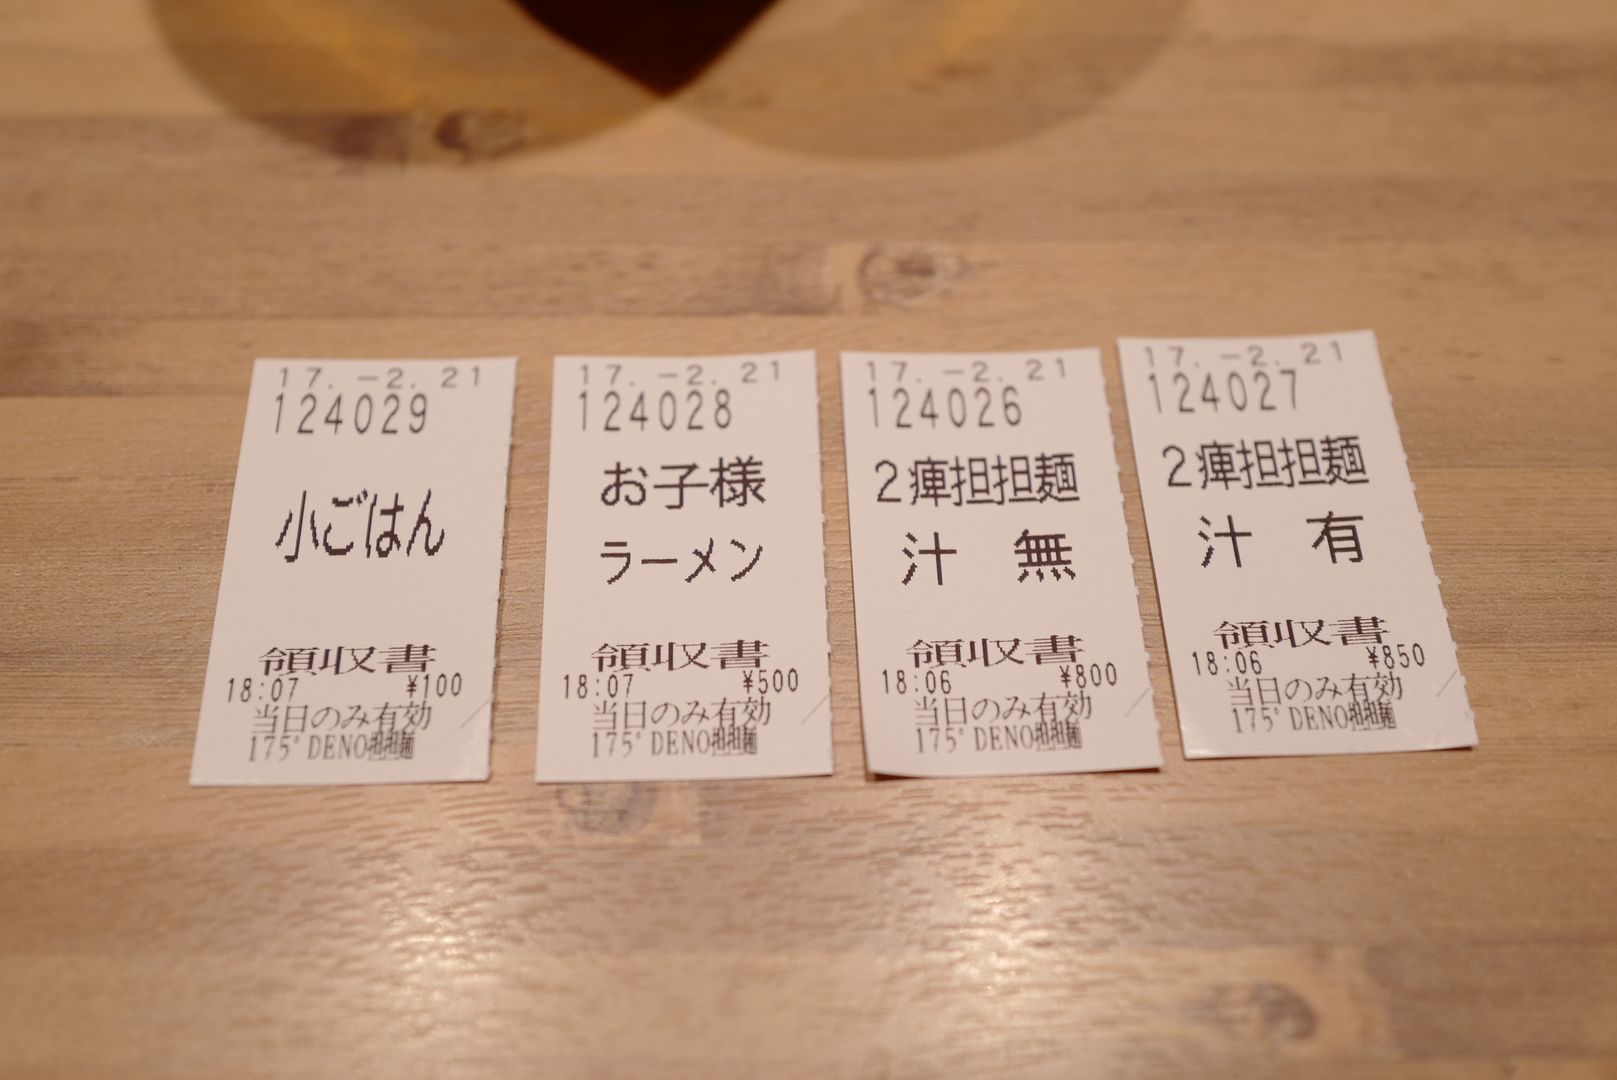 17.-2.21
124029
小ごはん
領収書
18:07 ¥100
当日のみ有効
175°DENO担担麺
17.-2.21
124028
お子様
ラーメン
領収書
18:07 ¥500
当日のみ有効
175°DENO担担麺
17.-2.21
124026
2痺担担麺
汁 無
領収書
18:06 ¥800
当日のみ有効
175°DENO担担麺
17.-2.21
124027
2痺担担麺
汁 有
領収書
18:06 ¥850
当日のみ有効
175°DENO担担麺